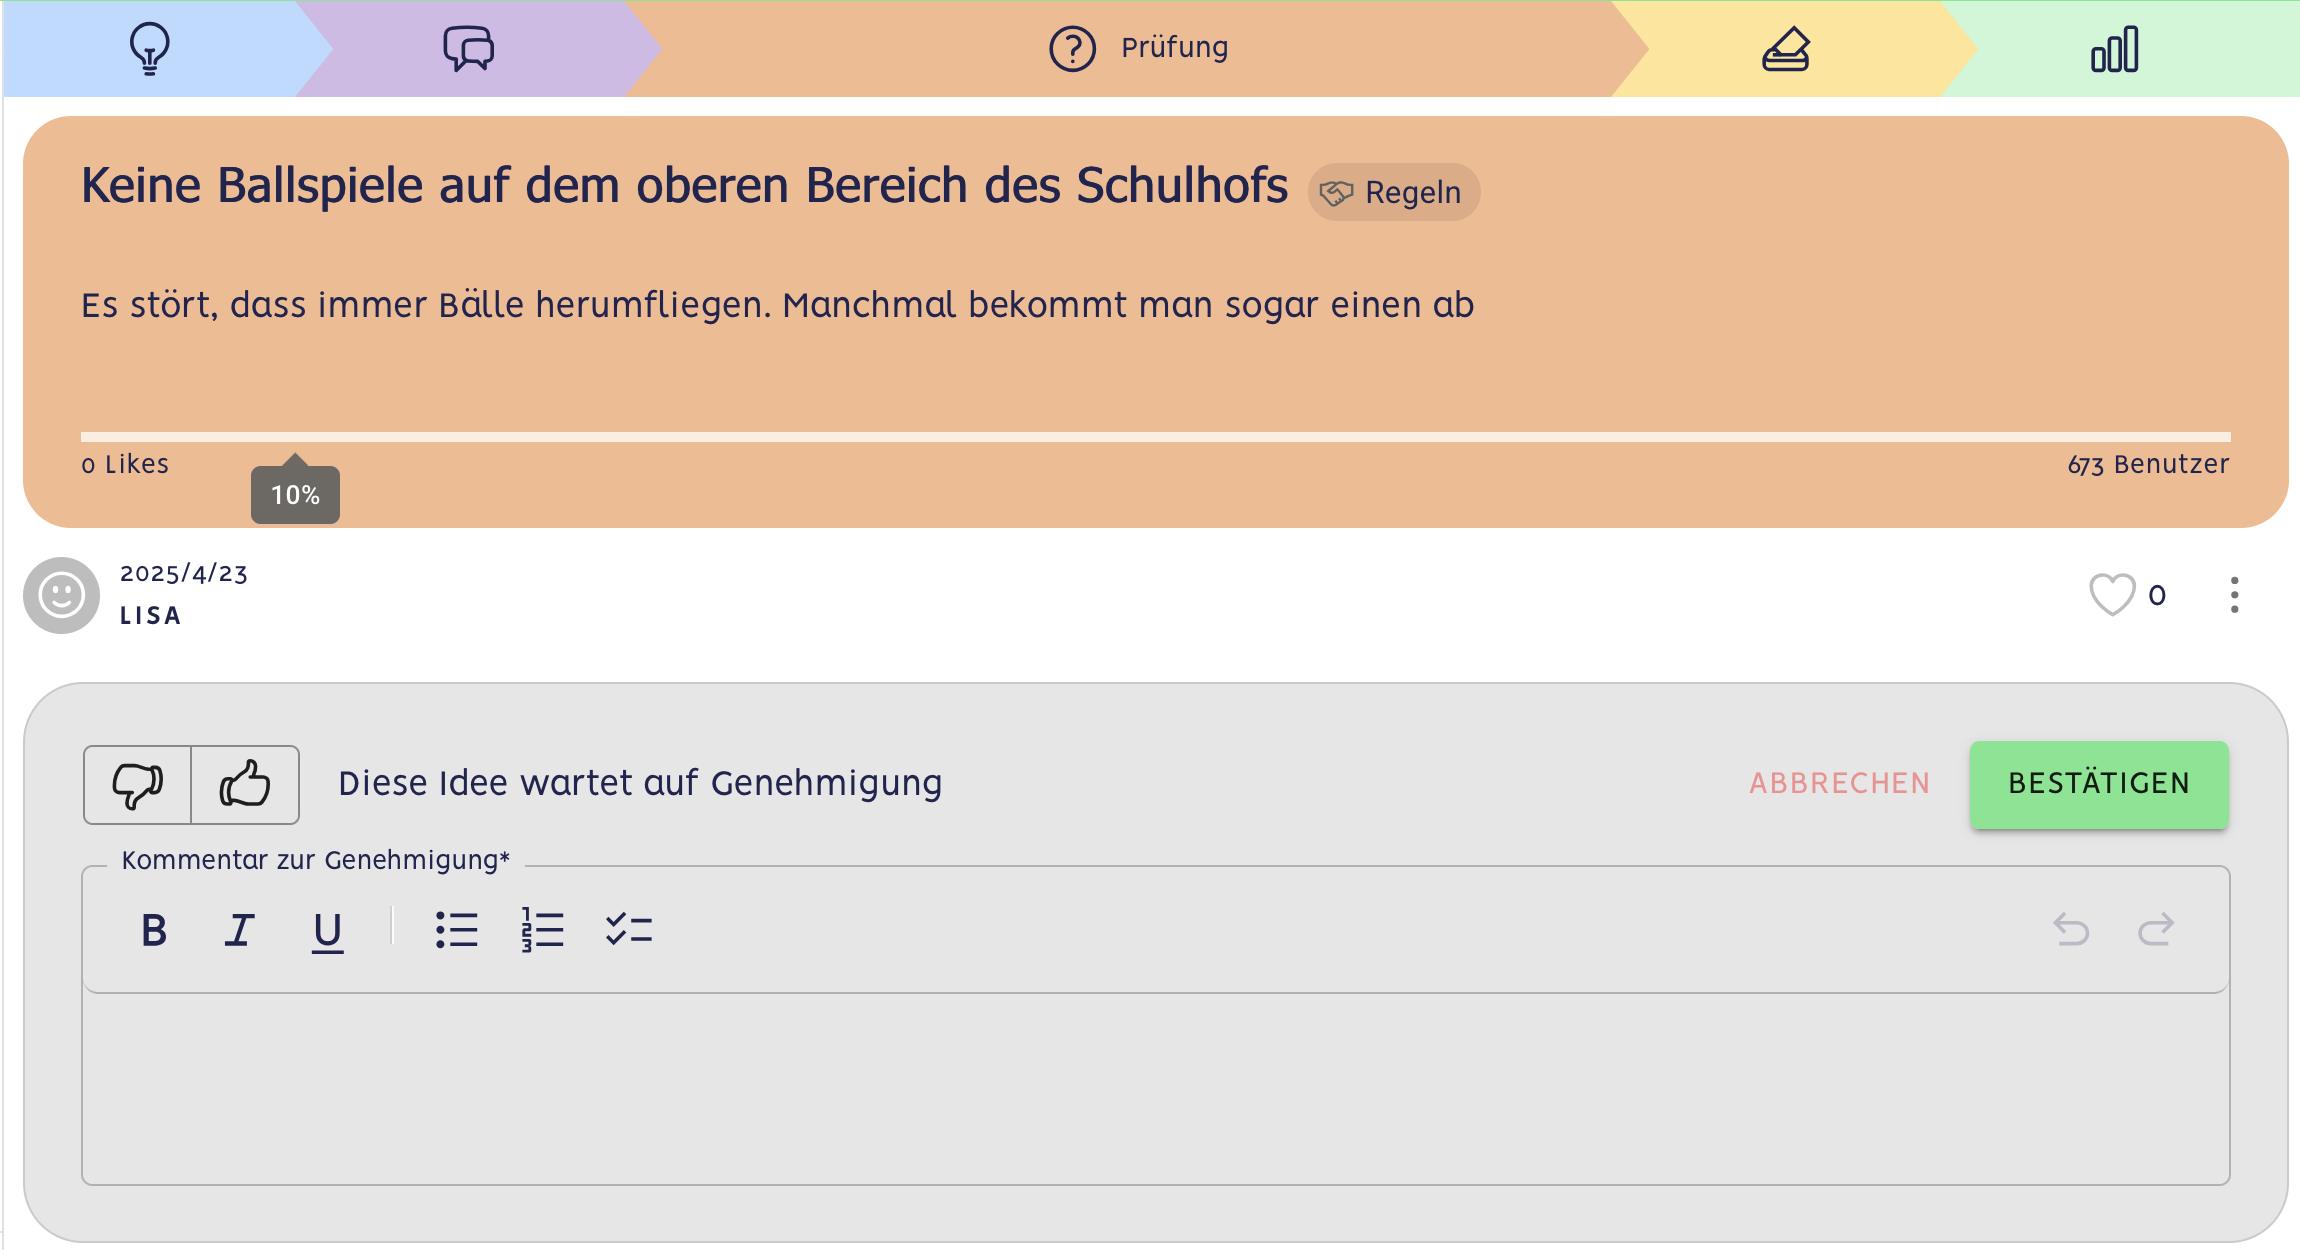 Prüfung
Keine Ballspiele auf dem oberen Bereich des Schulhofs
Regeln
Es stört, dass immer Bälle herumfliegen. Manchmal bekommt man sogar einen ab
0 Likes
673 Benutzer
10%
2025/4/23
LISA
0
Diese Idee wartet auf Genehmigung
ABBRECHEN
BESTÄTIGEN
Kommentar zur Genehmigung*